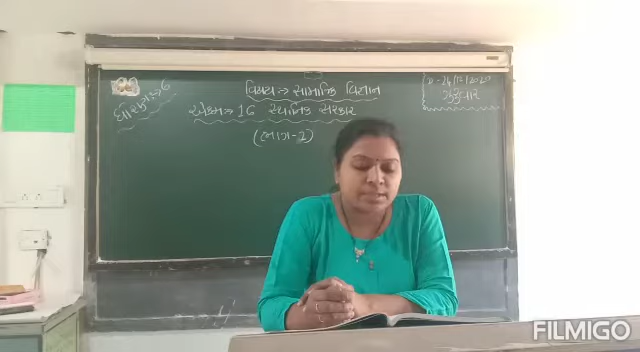 ધોરણ :- 6
વિષય :- સામાજિક વિજ્ઞાન
એકમ :- 16 સ્થાનિક સરકાર
(ભાગ-2)
ગુરુવાર
FILMIGO